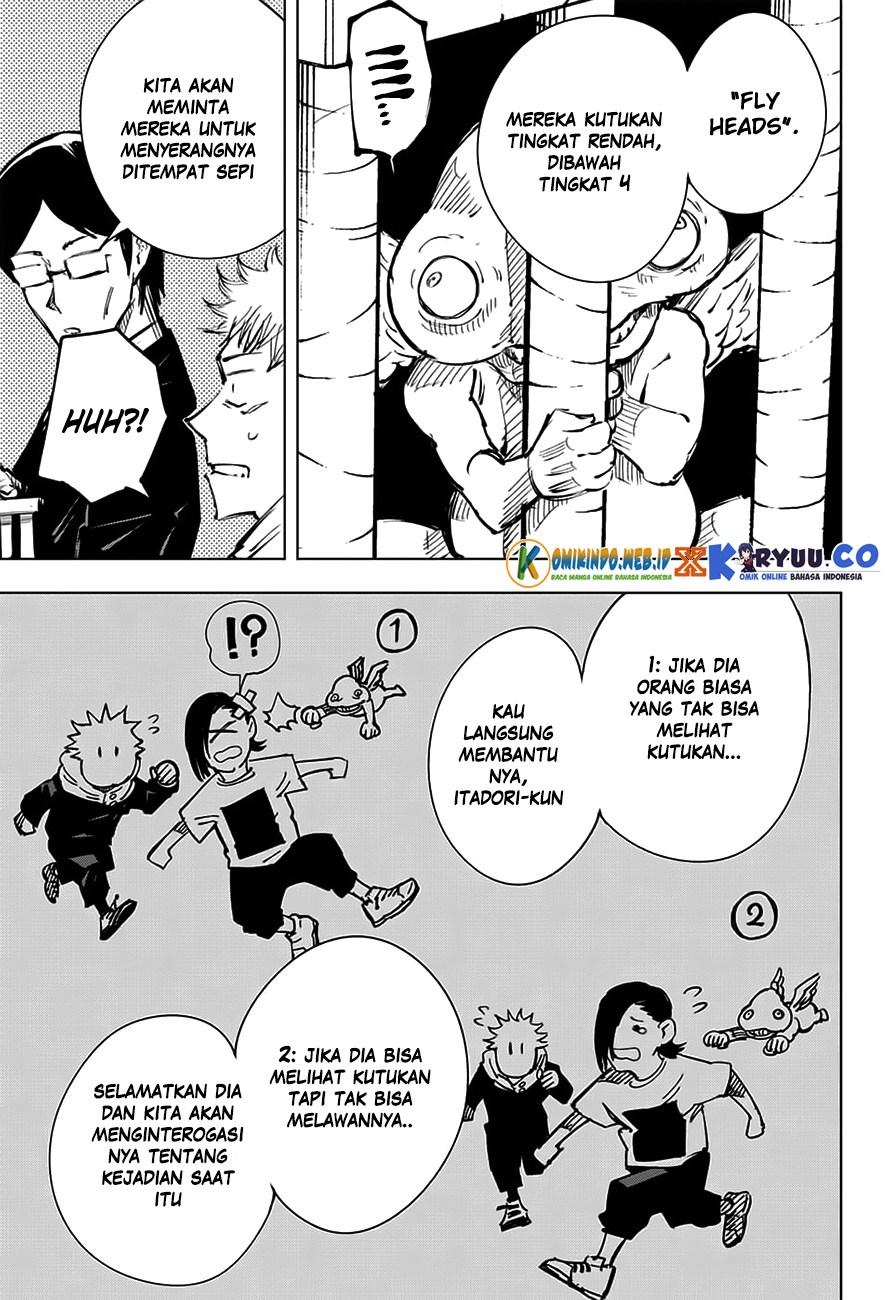 "FLY
HEADS".
MEREKA KUTUKAN
TINGKAT RENDAH,
DIBAWAH
TINGKAT 4
KITA AKAN
MEMINTA
MEREKA UNTUK
MENYERANGNYA
DITEMPAT SEPI
HUH?!
KOMIKINDO.WEB.ID
BACA MANGA ONLINE BAHASA INDONESIA
X
KIRYUU.CO
OMIK ONLINE BAHASA INDONESIA
1
!?
1: JIKA DIA
ORANG BIASA
YANG TAK BISA
MELIHAT
KUTUKAN...
KAU
LANGSUNG
MEMBANTU
NYA,
ITADORI-KUN
2
2: JIKA DIA BISA
MELIHAT KUTUKAN
TAPI TAK BISA
MELAWANNYA..
SELAMATKAN DIA
DAN KITA AKAN
MENGINTEROGASI
NYA TENTANG
KEJADIAN SAAT
ITU